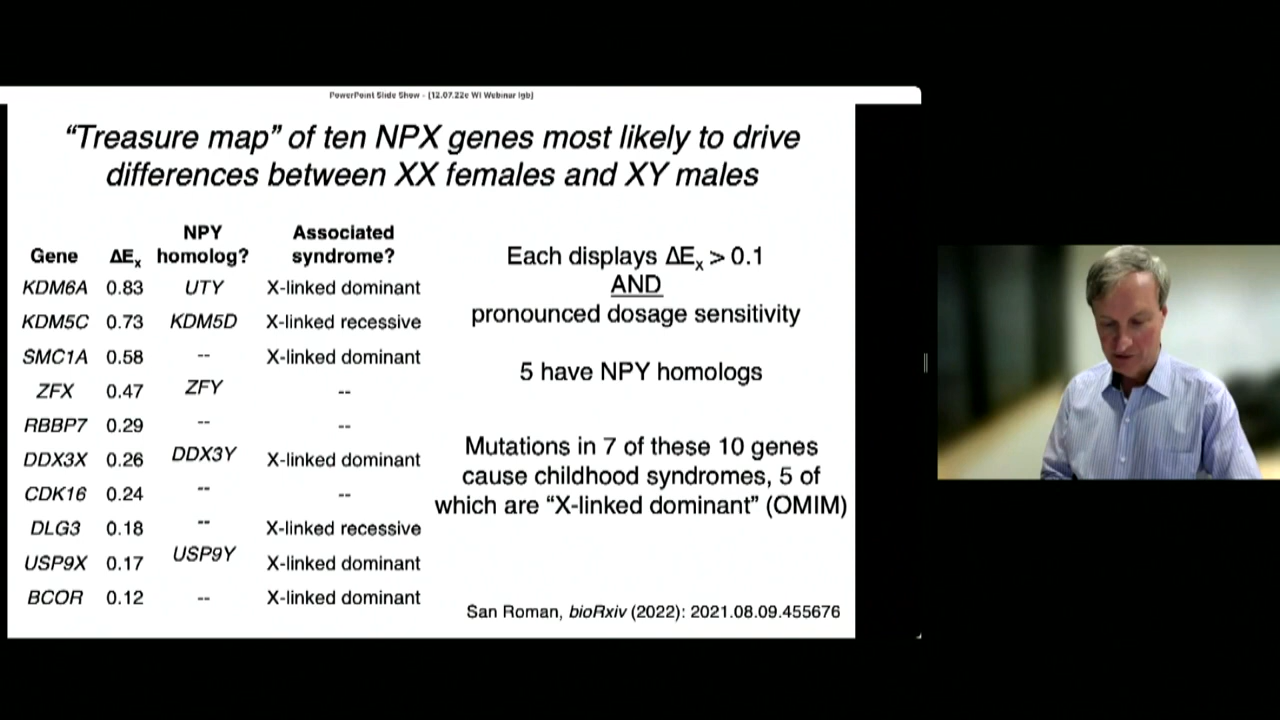 PowerPoint Slide Show - [12.07.22c WI Webinar lgb]
“Treasure map” of ten NPX genes most likely to drive
differences between XX females and XY males
Gene ΔEx NPY homolog? Associated syndrome?
KDM6A 0.83 UTY X-linked dominant
KDM5C 0.73 KDM5D X-linked recessive
SMC1A 0.58 -- X-linked dominant
ZFX 0.47 ZFY --
RBBP7 0.29 -- --
DDX3X 0.26 DDX3Y X-linked dominant
CDK16 0.24 -- --
DLG3 0.18 -- X-linked recessive
USP9X 0.17 USP9Y X-linked dominant
BCOR 0.12 -- X-linked dominant
Each displays ΔEx > 0.1
AND
pronounced dosage sensitivity
5 have NPY homologs
Mutations in 7 of these 10 genes
cause childhood syndromes, 5 of
which are “X-linked dominant” (OMIM)
San Roman, bioRxiv (2022): 2021.08.09.455676